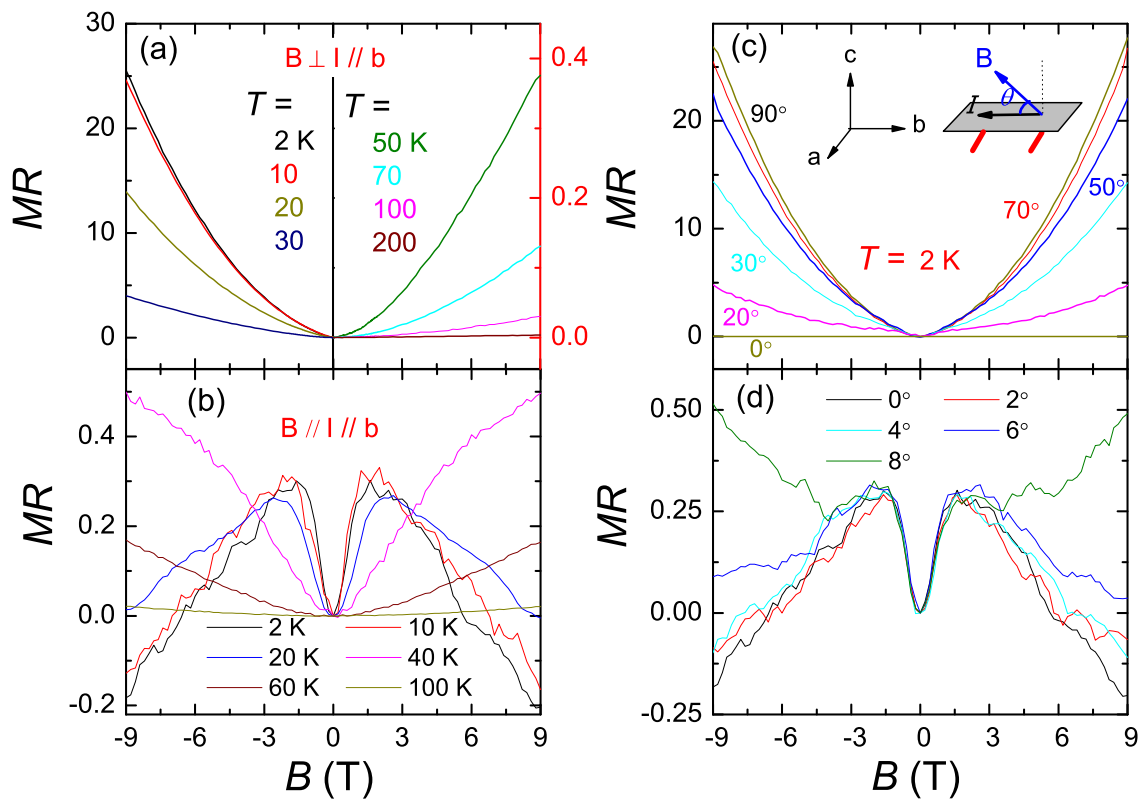 (a)
B ⊥ I // b
T =
2 K
10
20
30
T =
50 K
70
100
200
MR
30
20
10
0
0.4
0.2
0.0
(c)
90°
c
b
a
B
θ
I
50°
70°
30°
T = 2 K
20°
0°
MR
20
10
0
(b)
B // I // b
MR
0.4
0.2
0.0
-0.2
2 K
10 K
20 K
40 K
60 K
100 K
-9
-6
-3
0
3
6
9
B (T)
(d)
0°
2°
4°
6°
8°
MR
0.50
0.25
0.00
-0.25
-9
-6
-3
0
3
6
9
B (T)